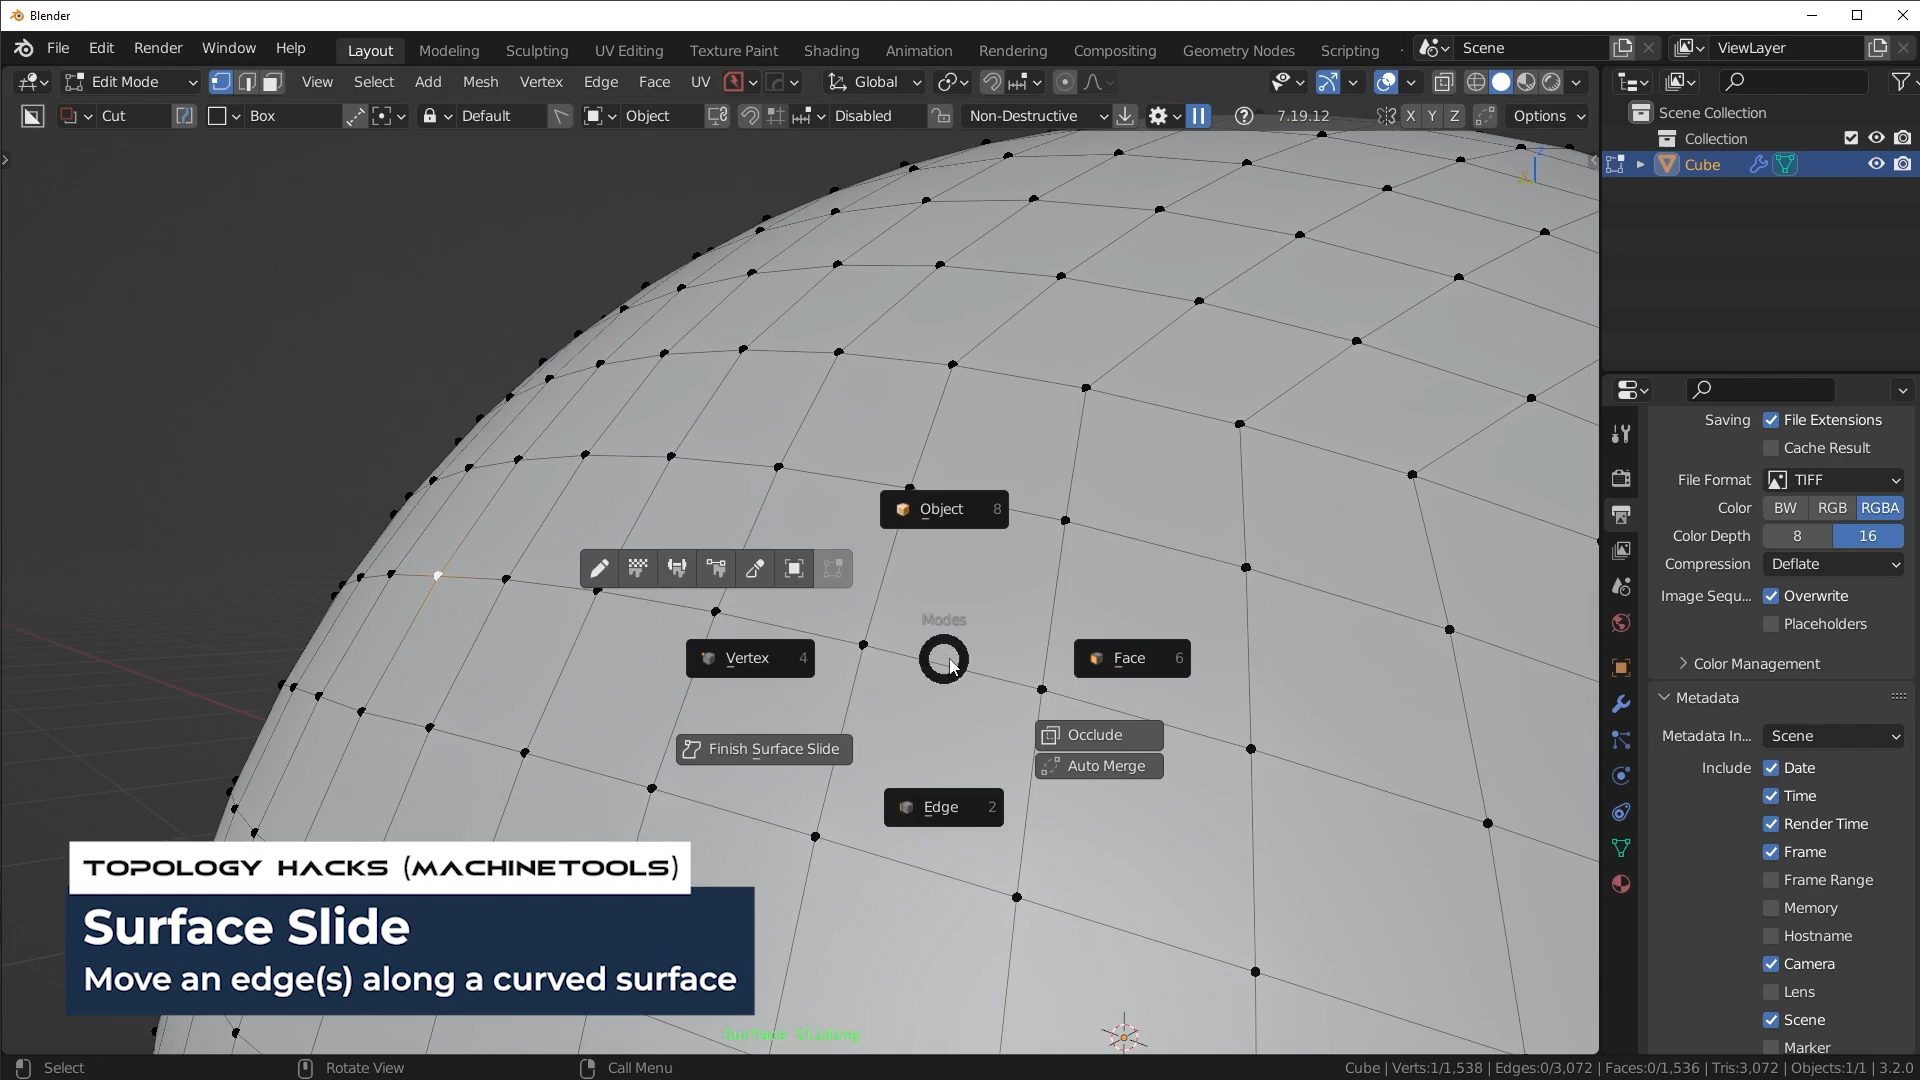 Blender
File Edit Render Window Help Layout Modeling Sculpting UV Editing Texture Paint Shading Animation Rendering Compositing Geometry Nodes Scripting Scene ViewLayer
Edit Mode View Select Add Mesh Vertex Edge Face UV Global
Cut Box Default Object Disabled Non-Destructive 7.19.12 X Y Z Options
Scene Collection
Collection
Cube
Saving File Extensions
Cache Result
File Format TIFF
Color BW RGB RGBA
Color Depth 8 16
Compression Deflate
Image Sequ... Overwrite
Placeholders
Color Management
Metadata
Metadata In... Scene
Include Date
Time
Render Time
Frame
Frame Range
Memory
Hostname
Camera
Lens
Scene
Marker
Object 8
Modes
Vertex 4
Face 6
Finish Surface Slide
Occlude
Auto Merge
Edge 2
TOPOLOGY HACKS (MACHINETOOLS)
Surface Slide
Move an edge(s) along a curved surface
Surface Sliding
Select Rotate View Call Menu Cube | Verts:1/1,538 | Edges:0/3,072 | Faces:0/1,536 | Tris:3,072 | Objects:1/1 | 3.2.0